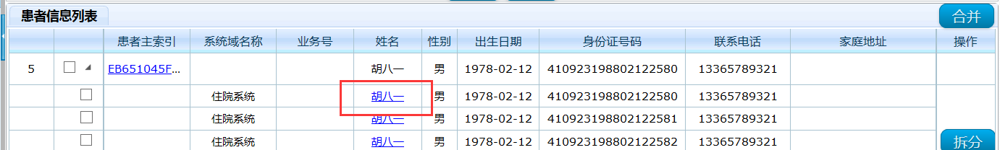 患者信息列表 合并
患者主索引 系统域名称 业务号 姓名 性别 出生日期 身份证号码 联系电话 家庭地址 操作
5 EB651045F... 胡八一 男 1978-02-12 410923198802122580 13365789321
住院系统 胡八一 男 1978-02-12 410923198802122580 13365789321
住院系统 胡八一 男 1978-02-12 410923198802122581 13365789321
住院系统 胡八一 男 1978-02-12 410923198802122582 13365789321 拆分